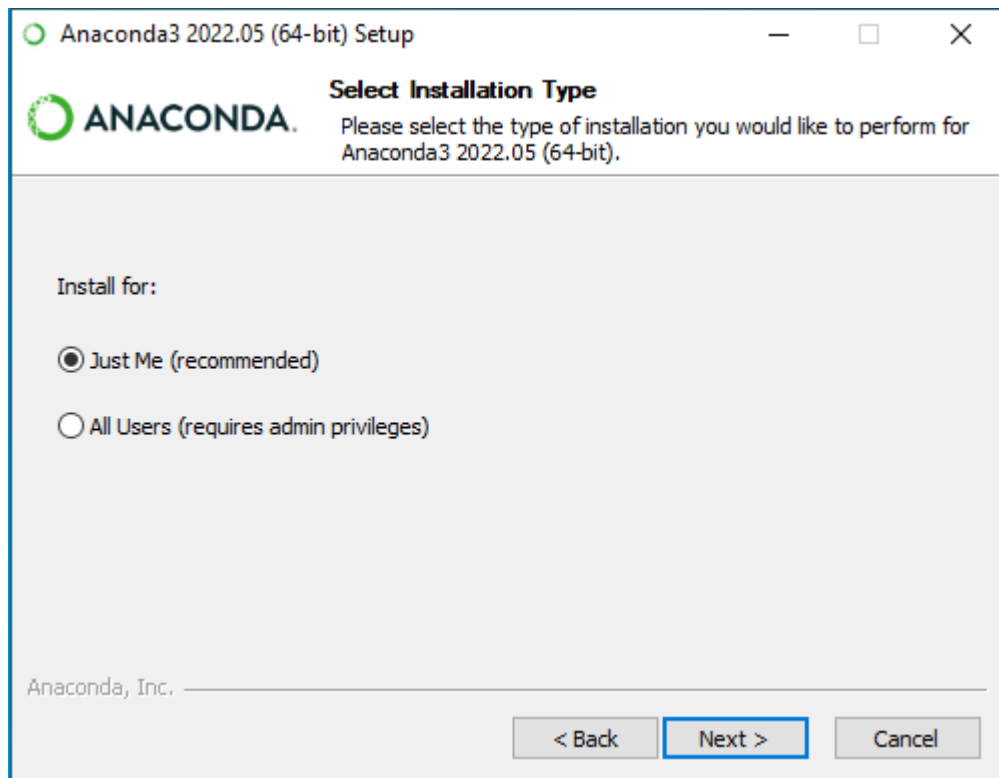 Anaconda3 2022.05 (64-bit) Setup
ANACONDA.
Select Installation Type
Please select the type of installation you would like to perform for
Anaconda3 2022.05 (64-bit).
Install for:
Just Me (recommended)
All Users (requires admin privileges)
Anaconda, Inc.
< Back Next > Cancel